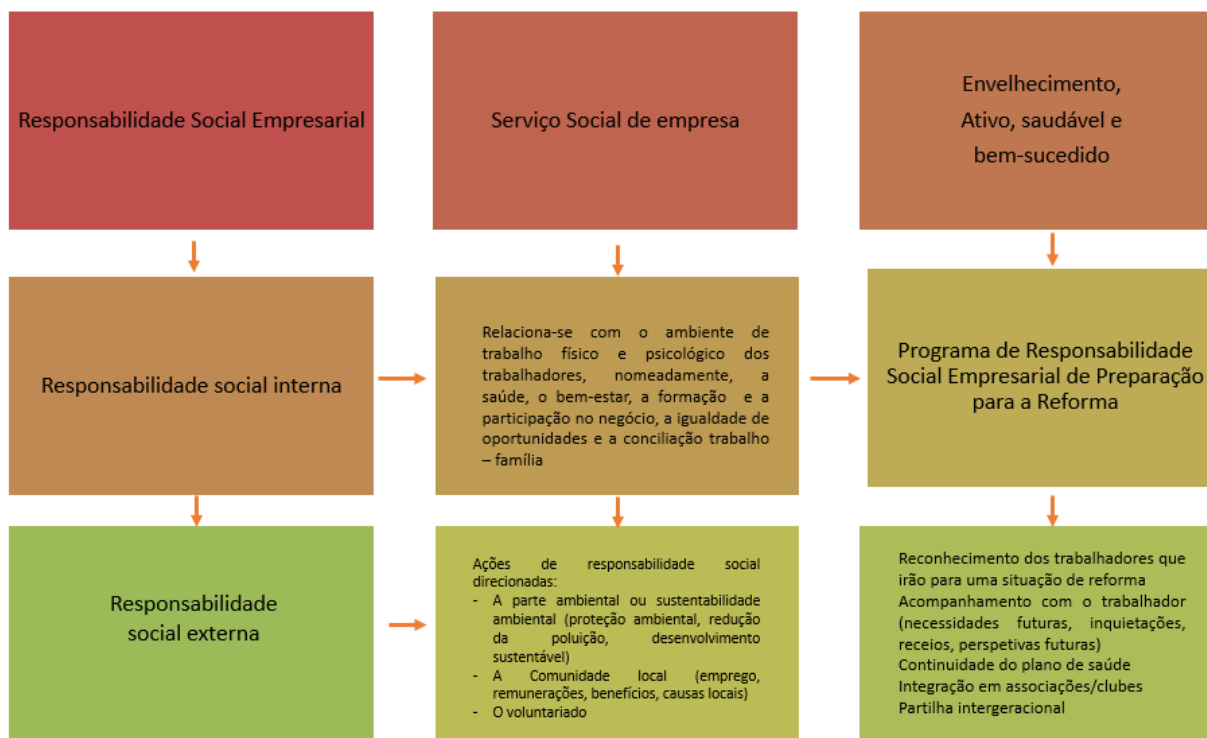 Responsabilidade Social Empresarial
Serviço Social de empresa
Envelhecimento,
Ativo, saudável e
bem-sucedido
Responsabilidade social interna
Relaciona-se com o ambiente de
trabalho físico e psicológico dos
trabalhadores, nomeadamente, a
saúde, o bem-estar, a formação e a
participação no negócio, a igualdade de
oportunidades e a conciliação trabalho
– família
Programa de Responsabilidade
Social Empresarial de Preparação
para a Reforma
Responsabilidade
social externa
Ações de responsabilidade social
direcionadas:
- A parte ambiental ou sustentabilidade
ambiental (proteção ambiental, redução
da poluição, desenvolvimento
sustentável)
- A Comunidade local (emprego,
remunerações, benefícios, causas locais)
- O voluntariado
Reconhecimento dos trabalhadores que
irão para uma situação de reforma
Acompanhamento com o trabalhador
(necessidades futuras, inquietações,
receios, perspetivas futuras)
Continuidade do plano de saúde
Integração em associações/clubes
Partilha intergeracional